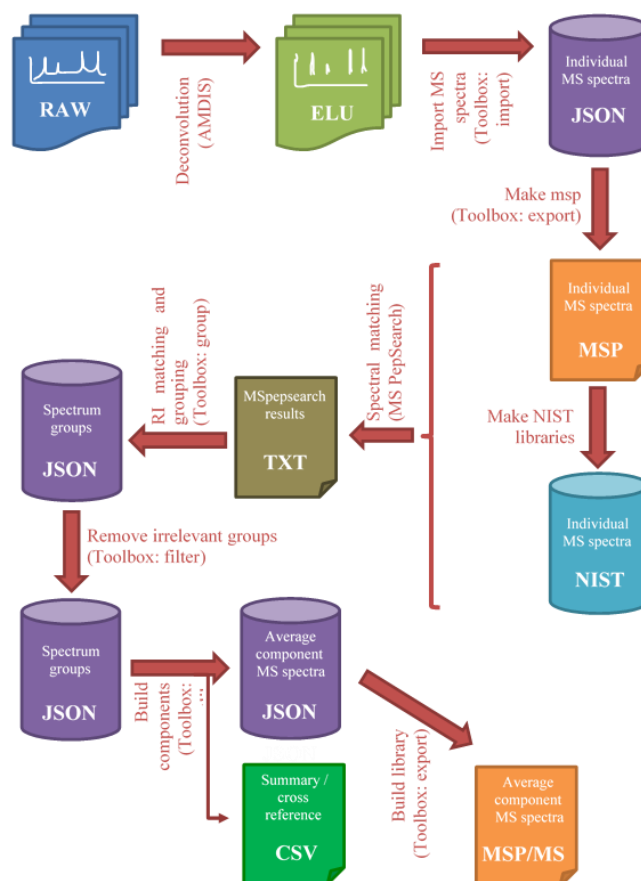 RAW
Deconvolution
(AMDIS)
ELU
Import MS
spectra
(Toolbox:
import)
Individual
MS spectra
JSON
Make msp
(Toolbox: export)
Individual
MS spectra
MSP
Make NIST
libraries
Individual
MS spectra
NIST
Spectral matching
(MS PepSearch)
MSpepsearch
results
TXT
RI matching and
grouping
(Toolbox: group)
Spectrum
groups
JSON
Remove irrelevant groups
(Toolbox: filter)
Spectrum
groups
JSON
Build
components
(Toolbox:
Average
component
MS spectra
JSON
Summary /
cross
reference
CSV
Build library
(Toolbox: export)
Average
component
MS spectra
MSP/MS